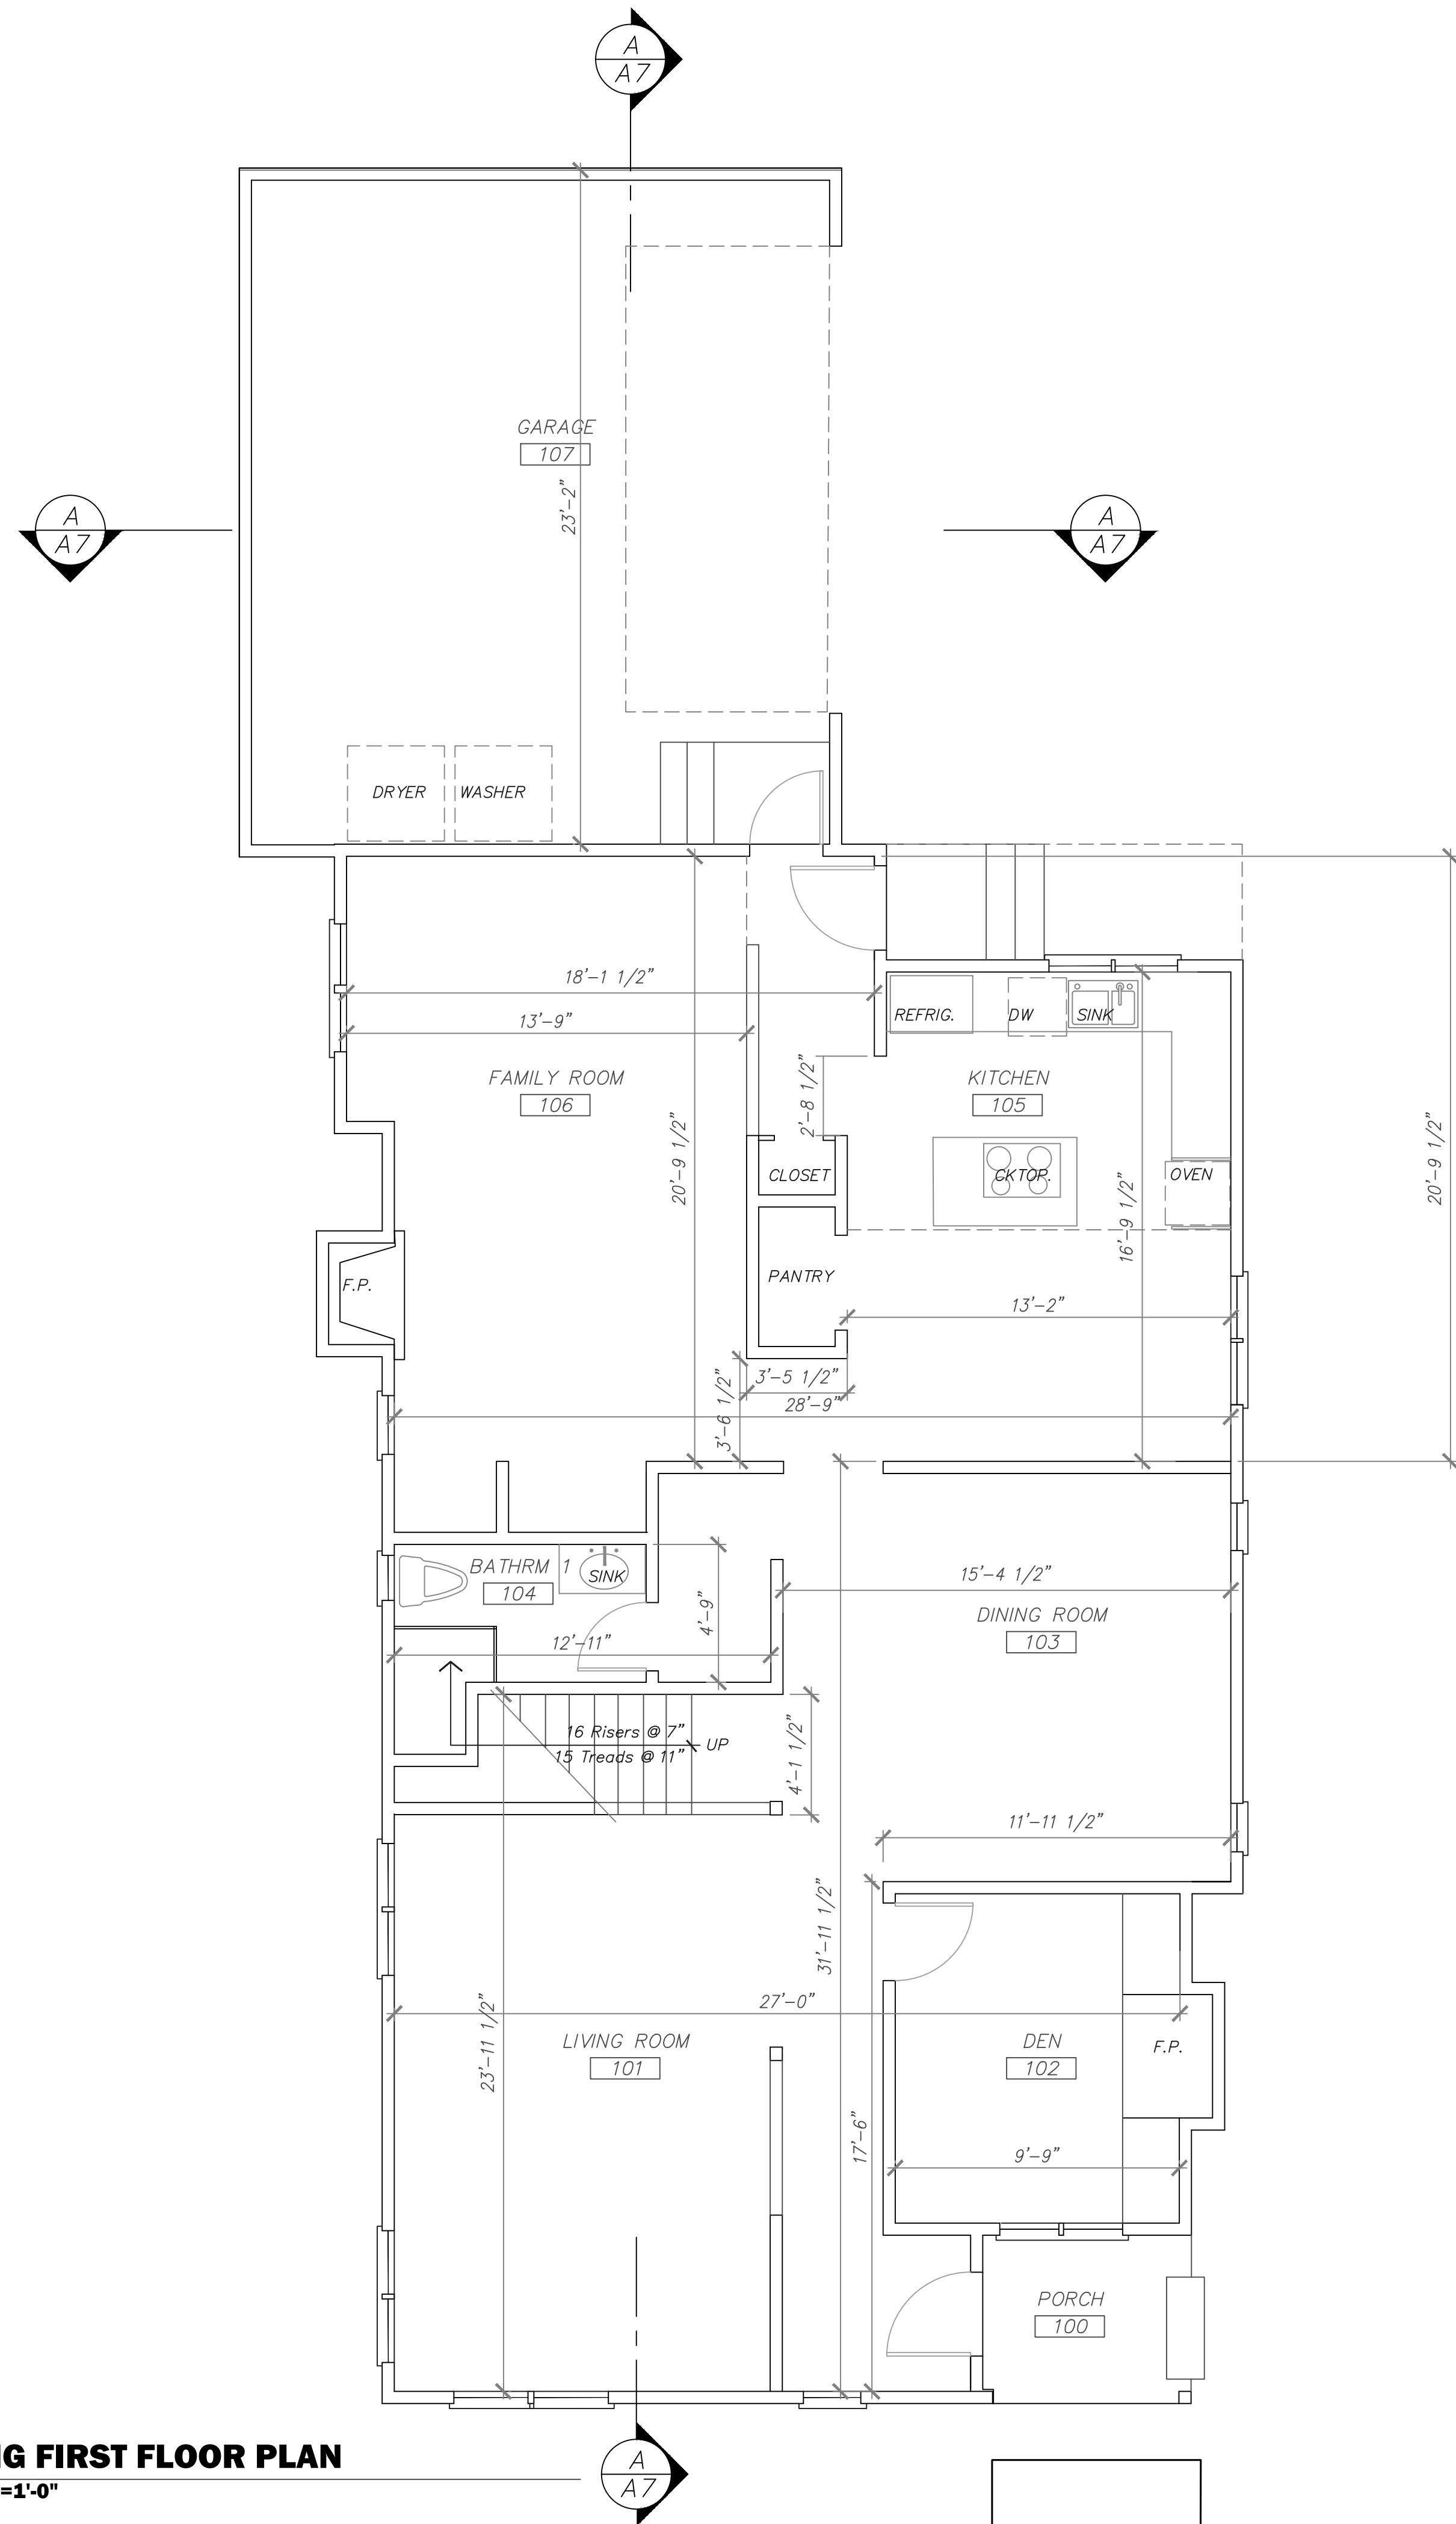 A
A7
GARAGE
107
23'-2"
A
A7
A
A7
DRYER
WASHER
18'-1 1/2"
13'-9"
REFRIG.
DW
SINK
FAMILY ROOM
106
2'-8 1/2"
KITCHEN
105
20'-9 1/2"
CLOSET
CKTOP.
OVEN
16'-9 1/2"
20'-9 1/2"
F.P.
PANTRY
13'-2"
3'-5 1/2"
28'-9"
3'-6 1/2"
BATHRM 1
104
SINK
15'-4 1/2"
4'-9"
12'-11"
DINING ROOM
103
16 Risers @ 7"
UP
15 Treads @ 11"
4'-1 1/2"
11'-11 1/2"
31'-11 1/2"
27'-0"
23'-11 1/2"
LIVING ROOM
101
DEN
102
F.P.
17'-6"
9'-9"
PORCH
100
G FIRST FLOOR PLAN
=1'-0"
A
A7